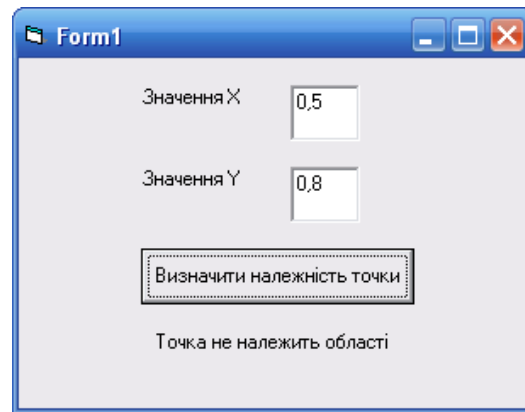 Form1
Значення X
0,5
Значення Y
0,8
Визначити належність точки
Точка не належить області